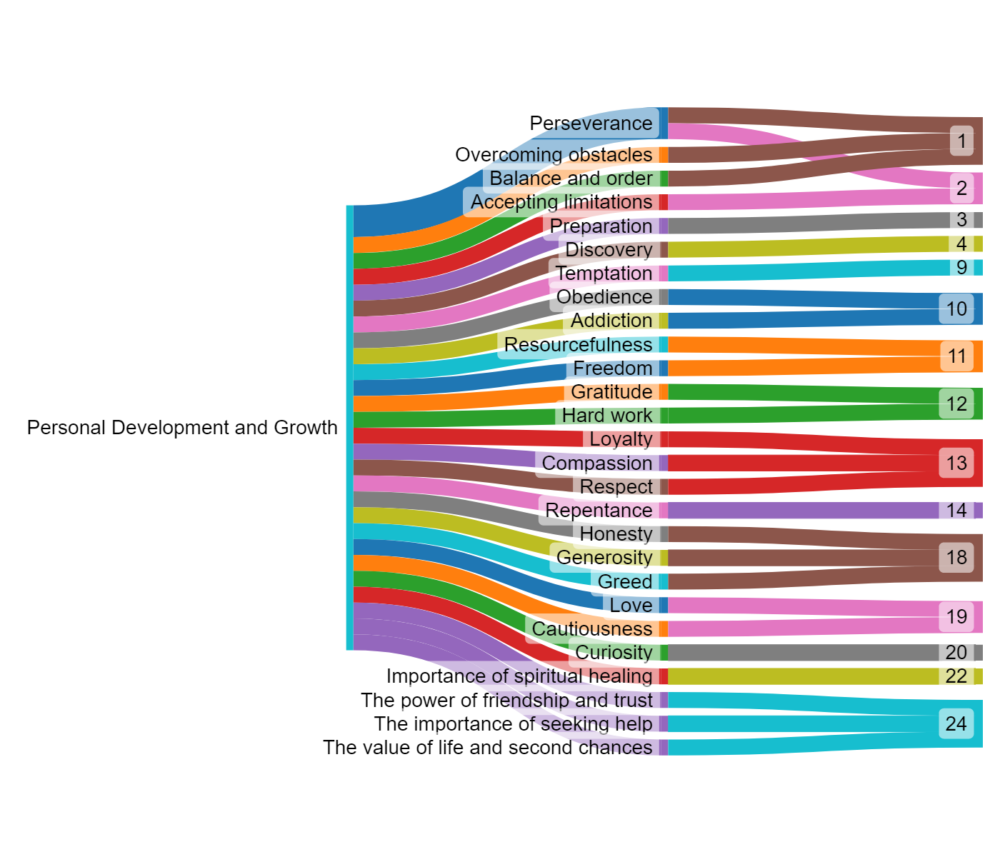 Personal Development and Growth
Perseverance
Overcoming obstacles
Balance and order
Accepting limitations
Preparation
Discovery
Temptation
Obedience
Addiction
Resourcefulness
Freedom
Gratitude
Hard work
Loyalty
Compassion
Respect
Repentance
Honesty
Generosity
Greed
Love
Cautiousness
Curiosity
Importance of spiritual healing
The power of friendship and trust
The importance of seeking help
The value of life and second chances
1
2
3
4
9
10
11
12
13
14
18
19
20
22
24